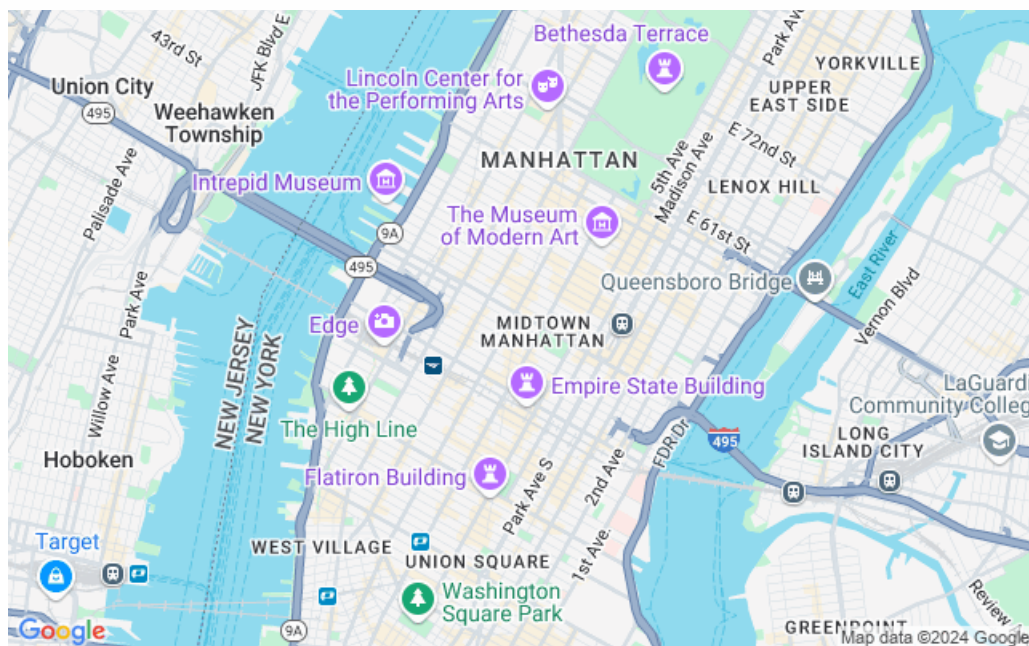 43rd St
JFK Blvd E
Bethesda Terrace
Park Ave
YORKVILLE
Union City
495
Weehawken
Township
Lincoln Center for
the Performing Arts
UPPER
EAST SIDE
E 72nd St
MANHATTAN
5th Ave
Madison Ave
LENOX HILL
Palisade Ave
Intrepid Museum
The Museum
of Modern Art
E 61st St
9A
495
Queensboro Bridge
East River
Vernon Blvd
Park Ave
NEW JERSEY
NEW YORK
Edge
MIDTOWN
MANHATTAN
Willow Ave
Empire State Building
LaGuardi
Community Colleg
The High Line
Hoboken
FDR Dr
495
LONG
ISLAND CITY
Flatiron Building
Park Ave S
2nd Ave
1st Ave.
WEST VILLAGE
UNION SQUARE
Target
Washington
Square Park
9A
Review A
GREENPOINT
Google
Map data ©2024 Google